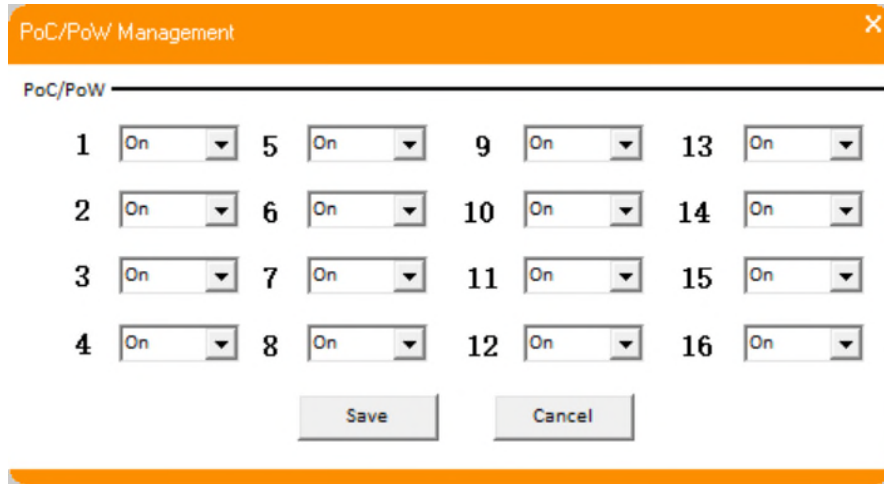 PoC/PoW Management X
PoC/PoW
1 On 5 On 9 On 13 On
2 On 6 On 10 On 14 On
3 On 7 On 11 On 15 On
4 On 8 On 12 On 16 On
Save Cancel